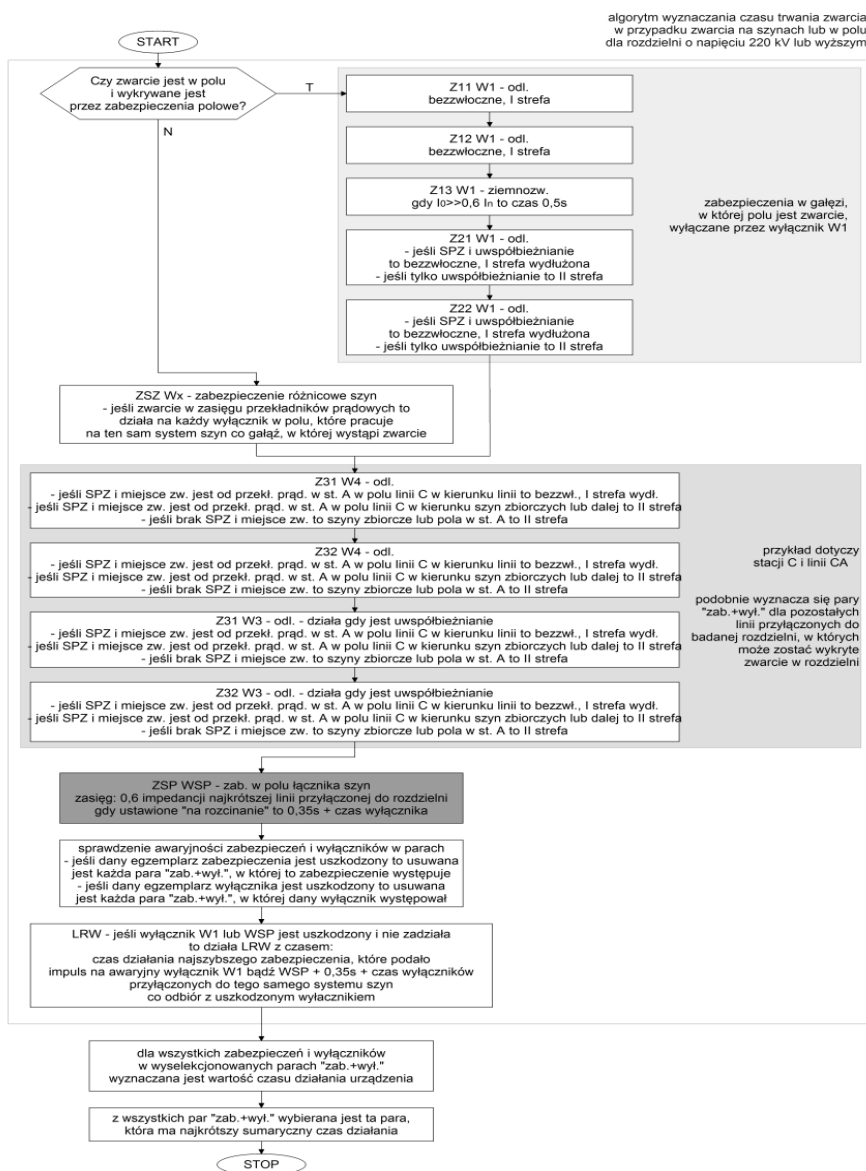 algorytm wyznaczania czasu trwania zwarcia
w przypadku zwarcia na szynach lub w polu
dla rozdzielni o napięciu 220 kV lub wyższym
START
Czy zwarcie jest w polu
i wykrywane jest
przez zabezpieczenia polowe?
T
N
Z11 W1 - odl.
bezzwłoczne, I strefa
Z12 W1 - odl.
bezzwłoczne, I strefa
Z13 W1 - ziemnozw.
gdy I0>>0,6 In to czas 0,5s
Z21 W1 - odl.
- jeśli SPZ i uwspółbieżnianie
to bezzwłoczne, I strefa wydłużona
- jeśli tylko uwspółbieżnianie to II strefa
Z22 W1 - odl.
- jeśli SPZ i uwspółbieżnianie
to bezzwłoczne, I strefa wydłużona
- jeśli tylko uwspółbieżnianie to II strefa
zabezpieczenia w gałęzi,
w której polu jest zwarcie,
wyłączane przez wyłącznik W1
ZSZ Wx - zabezpieczenie różnicowe szyn
- jeśli zwarcie w zasięgu przekładników prądowych to
działa na każdy wyłącznik w polu, które pracuje
na ten sam system szyn co gałąź, w której wystąpi zwarcie
Z31 W4 - odl.
- jeśli SPZ i miejsce zw. jest od przekł. prąd. w st. A w polu linii C w kierunku linii to bezzwł., I strefa wydł.
- jeśli SPZ i miejsce zw. jest od przekł. prąd. w st. A w polu linii C w kierunku szyn zbiorczych lub dalej to II strefa
- jeśli brak SPZ i miejsce zw. to szyny zbiorcze lub pola w st. A to II strefa
Z32 W4 - odl.
- jeśli SPZ i miejsce zw. jest od przekł. prąd. w st. A w polu linii C w kierunku linii to bezzwł., I strefa wydł.
- jeśli SPZ i miejsce zw. jest od przekł. prąd. w st. A w polu linii C w kierunku szyn zbiorczych lub dalej to II strefa
- jeśli brak SPZ i miejsce zw. to szyny zbiorcze lub pola w st. A to II strefa
Z31 W3 - odl. - działa gdy jest uwspółbieżnianie
- jeśli SPZ i miejsce zw. jest od przekł. prąd. w st. A w polu linii C w kierunku linii to bezzwł., I strefa wydł.
- jeśli SPZ i miejsce zw. jest od przekł. prąd. w st. A w polu linii C w kierunku szyn zbiorczych lub dalej to II strefa
- jeśli brak SPZ i miejsce zw. to szyny zbiorcze lub pola w st. A to II strefa
Z32 W3 - odl. - działa gdy jest uwspółbieżnianie
- jeśli SPZ i miejsce zw. jest od przekł. prąd. w st. A w polu linii C w kierunku linii to bezzwł., I strefa wydł.
- jeśli SPZ i miejsce zw. jest od przekł. prąd. w st. A w polu linii C w kierunku szyn zbiorczych lub dalej to II strefa
- jeśli brak SPZ i miejsce zw. to szyny zbiorcze lub pola w st. A to II strefa
przykład dotyczy
stacji C i linii CA
podobnie wyznacza się pary
"zab.+wył." dla pozostałych
linii przyłączonych do
badanej rozdzielni, w których
może zostać wykryte
zwarcie w rozdzielni
ZSP WSP - zab. w polu łącznika szyn
zasięg: 0,6 impedancji najkrótszej linii przyłączonej do rozdzielni
gdy ustawione "na rozcinanie" to 0,35s + czas wyłącznika
sprawdzenie awaryjności zabezpieczeń i wyłączników w parach
- jeśli dany egzemplarz zabezpieczenia jest uszkodzony to usuwana
jest każda para "zab.+wył.", w której to zabezpieczenie występuje
- jeśli dany egzemplarz wyłącznika jest uszkodzony to usuwana
jest każda para "zab.+wył.", w której dany wyłącznik występował
LRW - jeśli wyłącznik W1 lub WSP jest uszkodzony i nie zadziała
to działa LRW z czasem:
czas działania najszybszego zabezpieczenia, które podało
impuls na awaryjny wyłącznik W1 bądź WSP + 0,35s + czas wyłączników
przyłączonych do tego samego systemu szyn
co odbiór z uszkodzonym wyłacznikiem
dla wszystkich zabezpieczeń i wyłączników
w wyselekcjonowanych parach "zab.+wył."
wyznaczana jest wartość czasu działania urządzenia
z wszystkich par "zab.+wył." wybierana jest ta para,
która ma najkrótszy sumaryczny czas działania
STOP